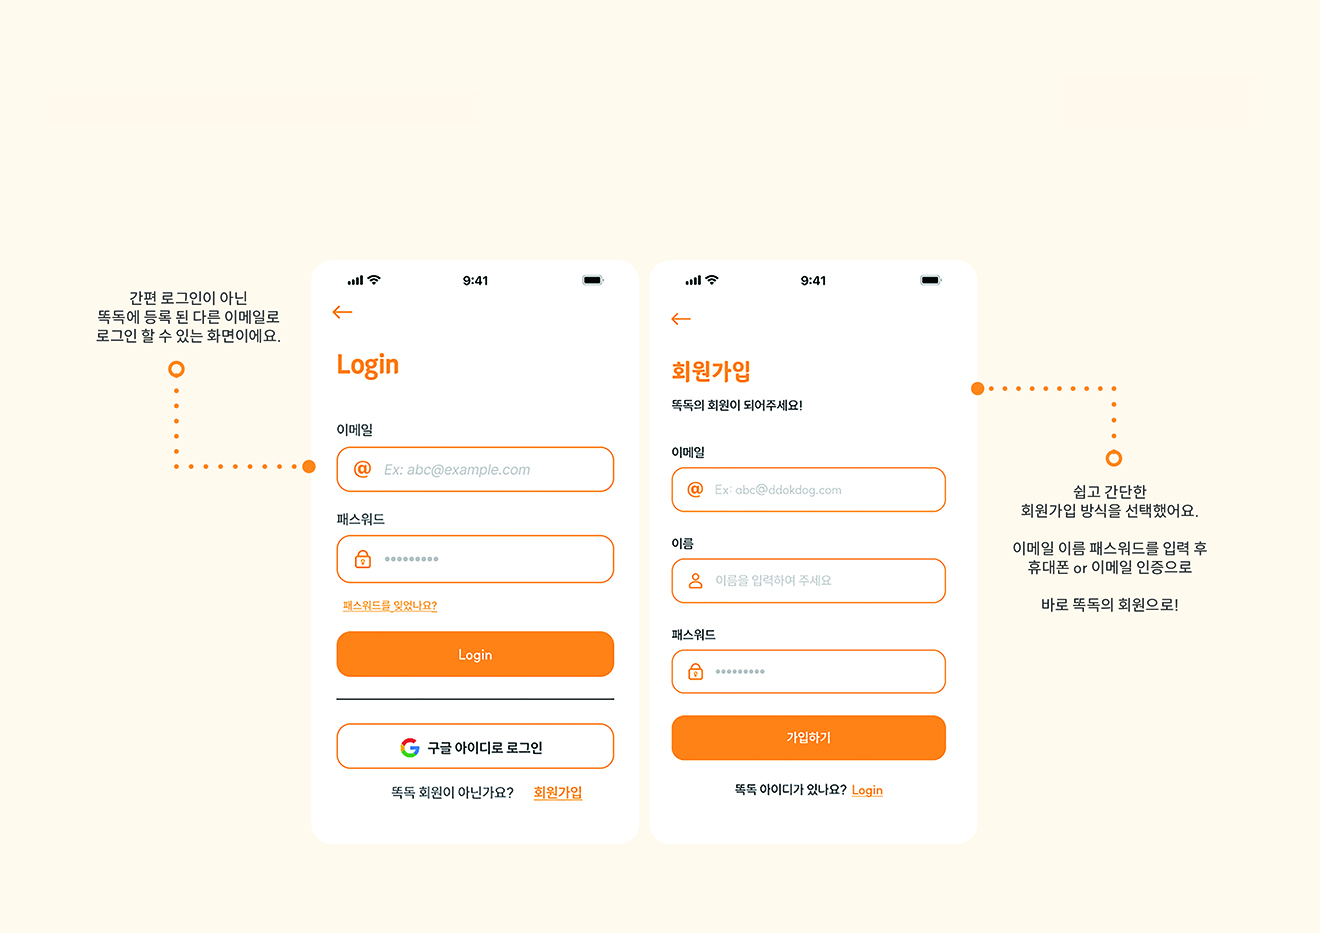 간편 로그인이 아닌
똑독에 등록 된 다른 이메일로
로그인 할 수 있는 화면이에요.
9:41
Login
이메일
@ Ex: abc@example.com
패스워드
•••••••••
패스워드를 잊었나요?
Login
구글 아이디로 로그인
똑독 회원이 아닌가요? 회원가입
9:41
회원가입
똑독의 회원이 되어주세요!
이메일
@ Ex: abc@ddokdog.com
이름
이름을 입력하여 주세요
패스워드
•••••••••
가입하기
똑독 아이디가 있나요? Login
쉽고 간단한
회원가입 방식을 선택했어요.
이메일 이름 패스워드를 입력 후
휴대폰 or 이메일 인증으로
바로 똑독의 회원으로!